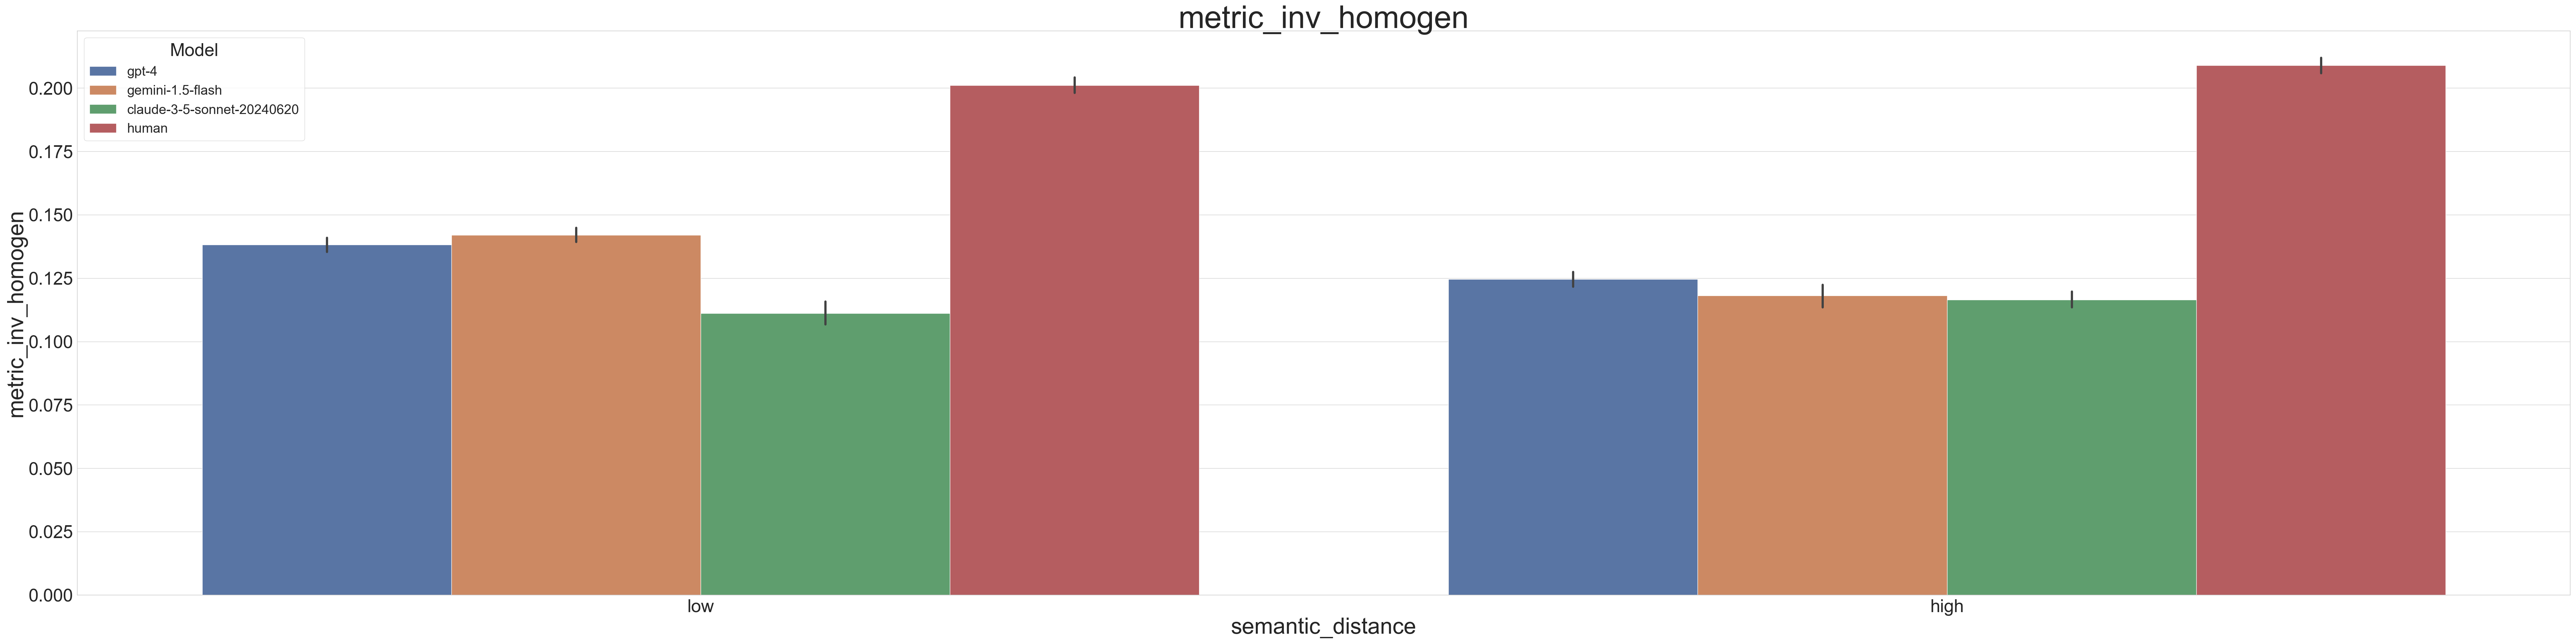 metric_inv_homogen
Model
gpt-4
gemini-1.5-flash
claude-3-5-sonnet-20240620
human
metric_inv_homogen
0.200
0.175
0.150
0.125
0.100
0.075
0.050
0.025
0.000
low
high
semantic_distance